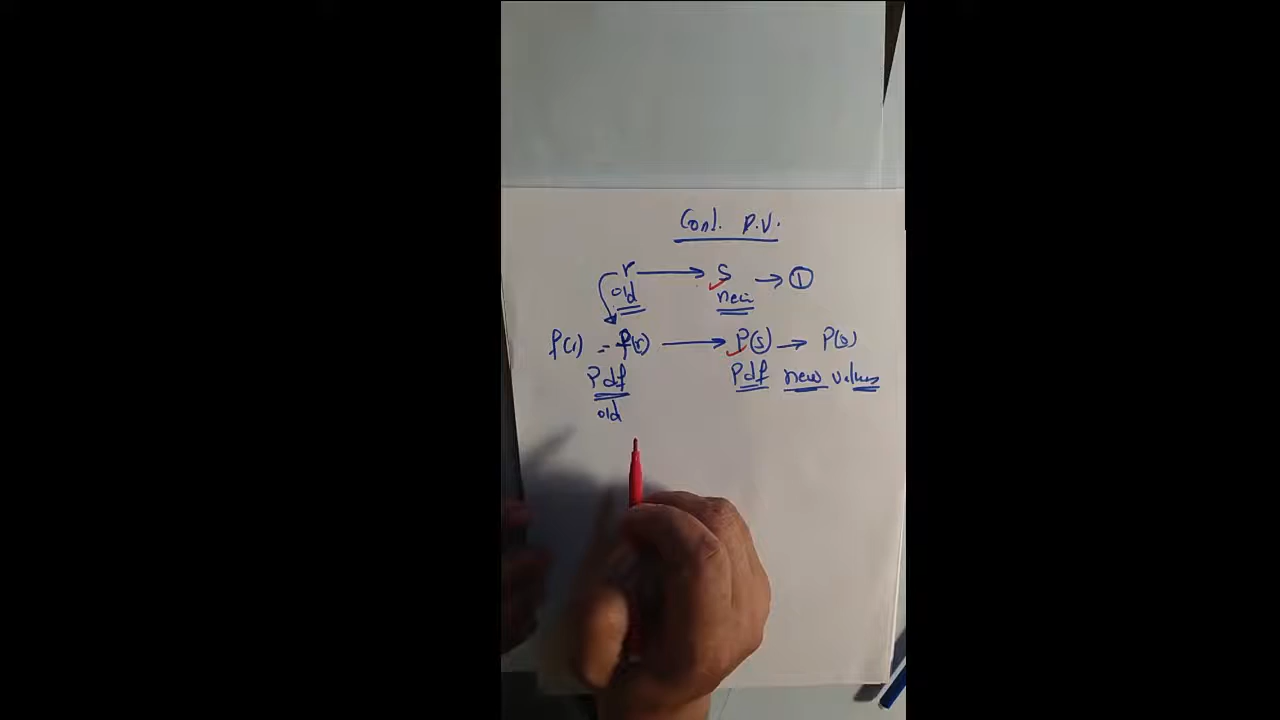 Cont. P.V.
r → s → ①
old new
f(r) = f(r) → P(s) → P(s)
Pdf Pdf new values
old